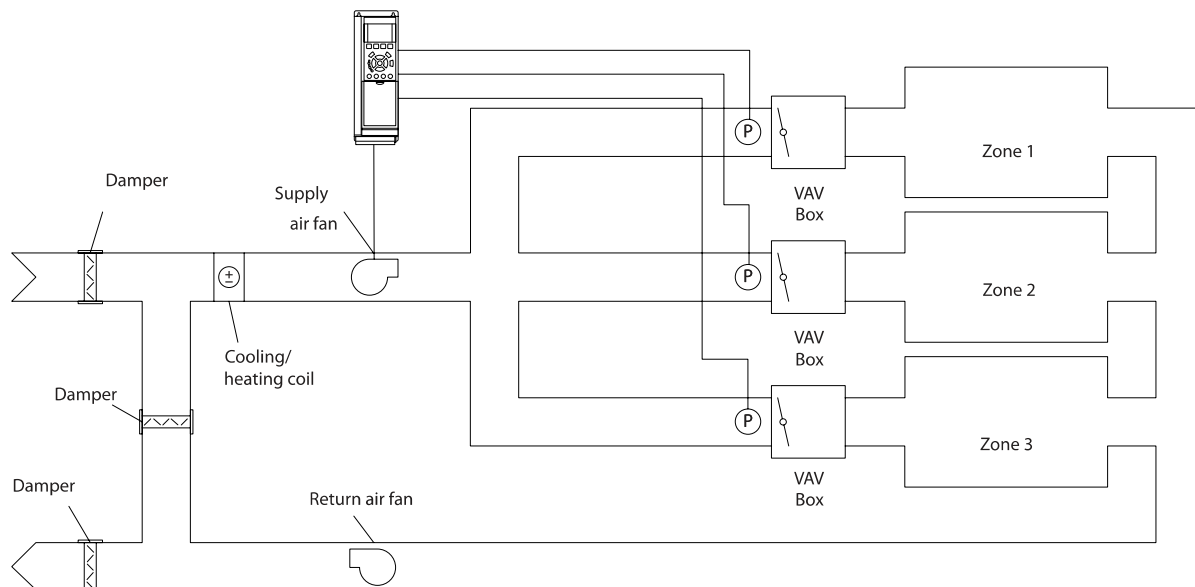 P
Zone 1
VAV
Box
Damper
Supply
air fan
±
P
Zone 2
VAV
Box
Cooling/
heating coil
Damper
P
Zone 3
VAV
Box
Damper
Return air fan